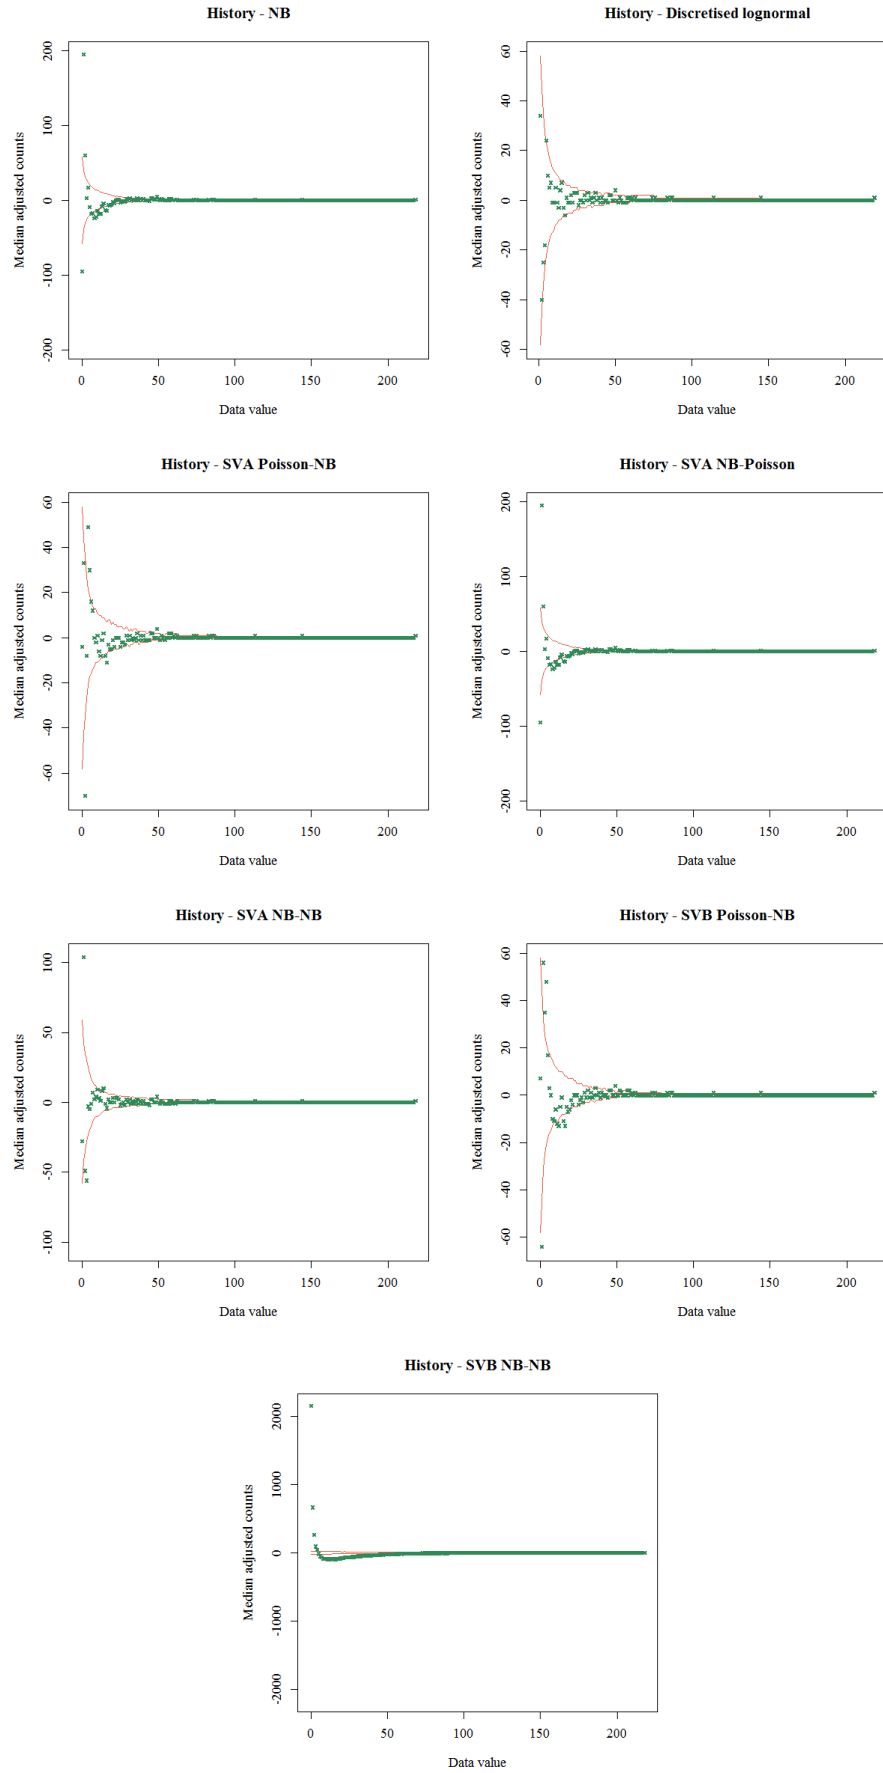 History - NB
Median adjusted counts
200
100
0
-100
-200
0 50 100 150 200
Data value
History - Discretised lognormal
Median adjusted counts
60
40
20
0
-20
-40
-60
0 50 100 150 200
Data value
History - SVA Poisson-NB
Median adjusted counts
60
40
20
0
-20
-40
-60
0 50 100 150 200
Data value
History - SVA NB-Poisson
Median adjusted counts
200
100
0
-100
-200
0 50 100 150 200
Data value
History - SVA NB-NB
Median adjusted counts
100
50
0
-50
-100
0 50 100 150 200
Data value
History - SVB Poisson-NB
Median adjusted counts
60
40
20
0
-20
-40
-60
0 50 100 150 200
Data value
History - SVB NB-NB
Median adjusted counts
2000
1000
0
-1000
-2000
0 50 100 150 200
Data value